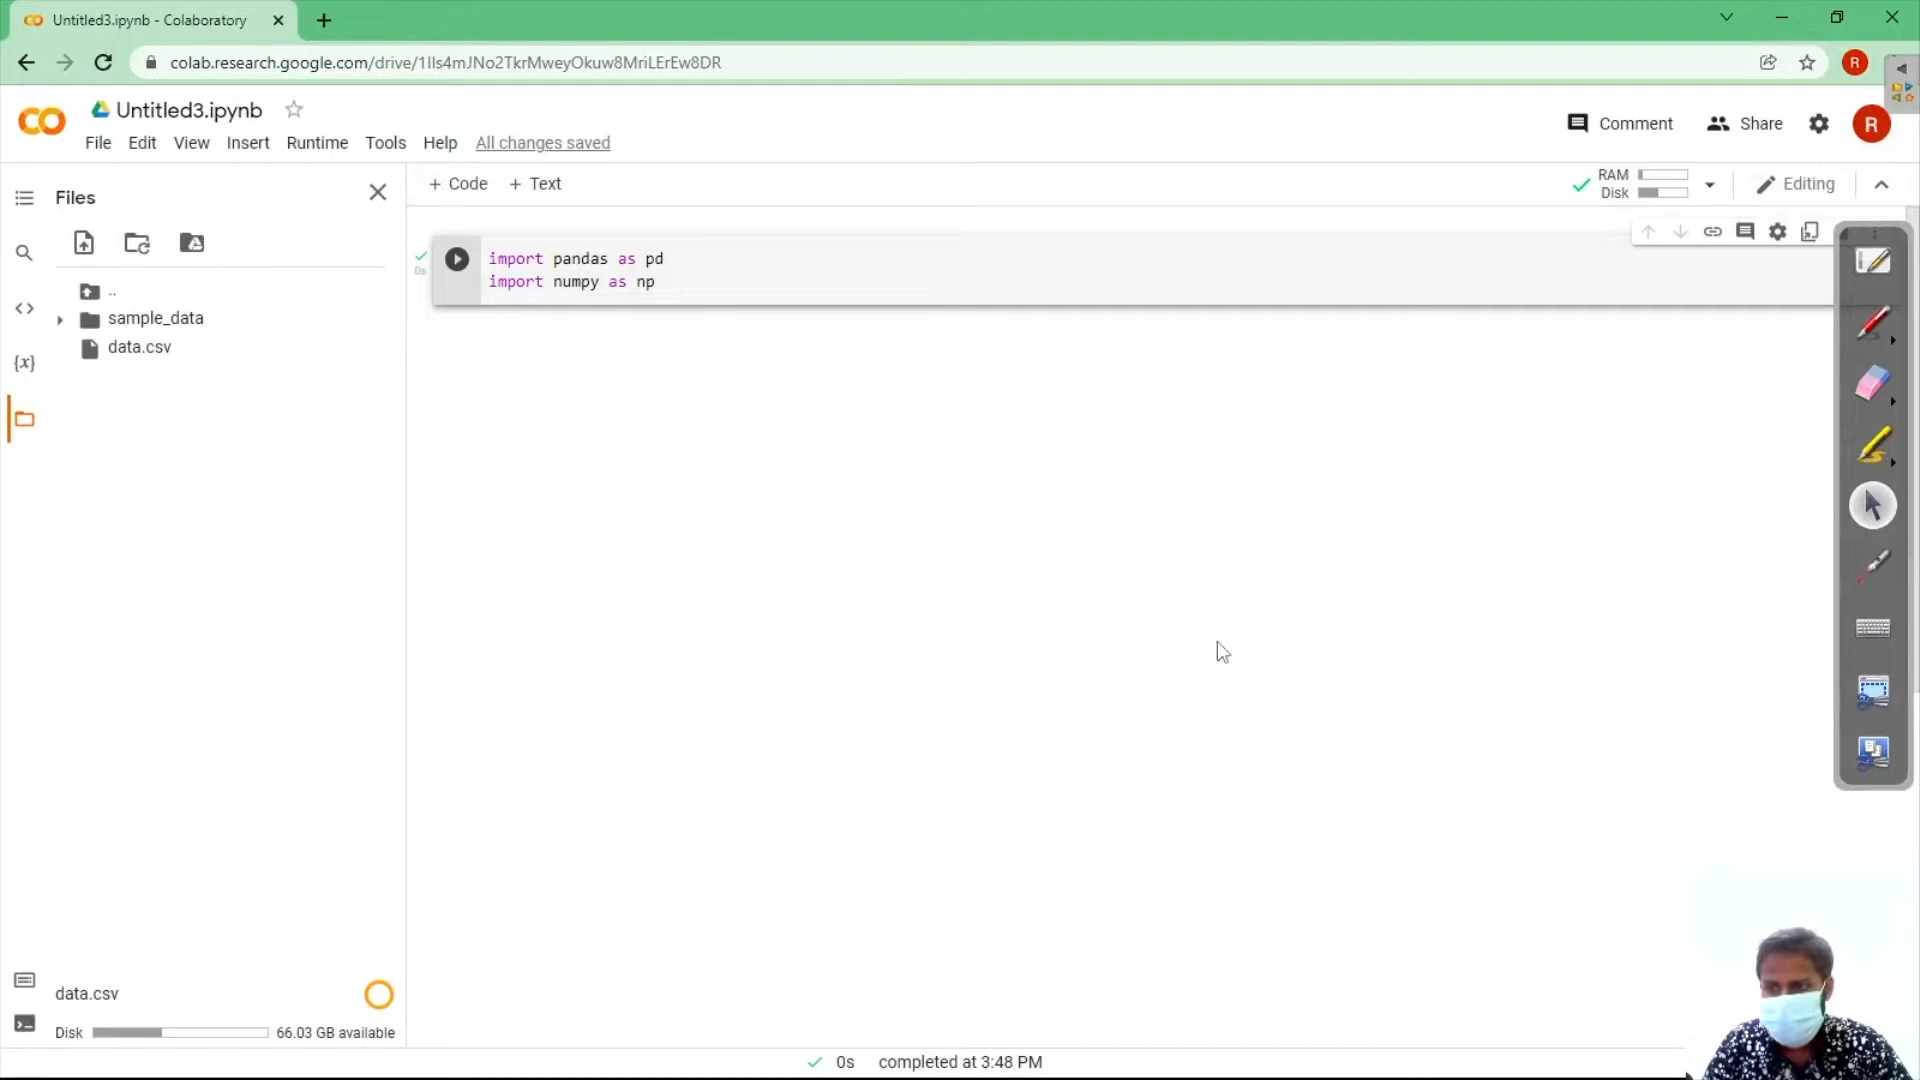 Untitled3.ipynb - Colaboratory
colab.research.google.com/drive/1Ils4mJNo2TkrMweyOkuw8MriLErEw8DR
R
CO
Untitled3.ipynb
File Edit View Insert Runtime Tools Help All changes saved
Comment Share
R
Files
+ Code + Text
RAM
Disk
Editing
import pandas as pd
import numpy as np
0s
..
sample_data
data.csv
{x}
data.csv
Disk 66.03 GB available
0s completed at 3:48 PM